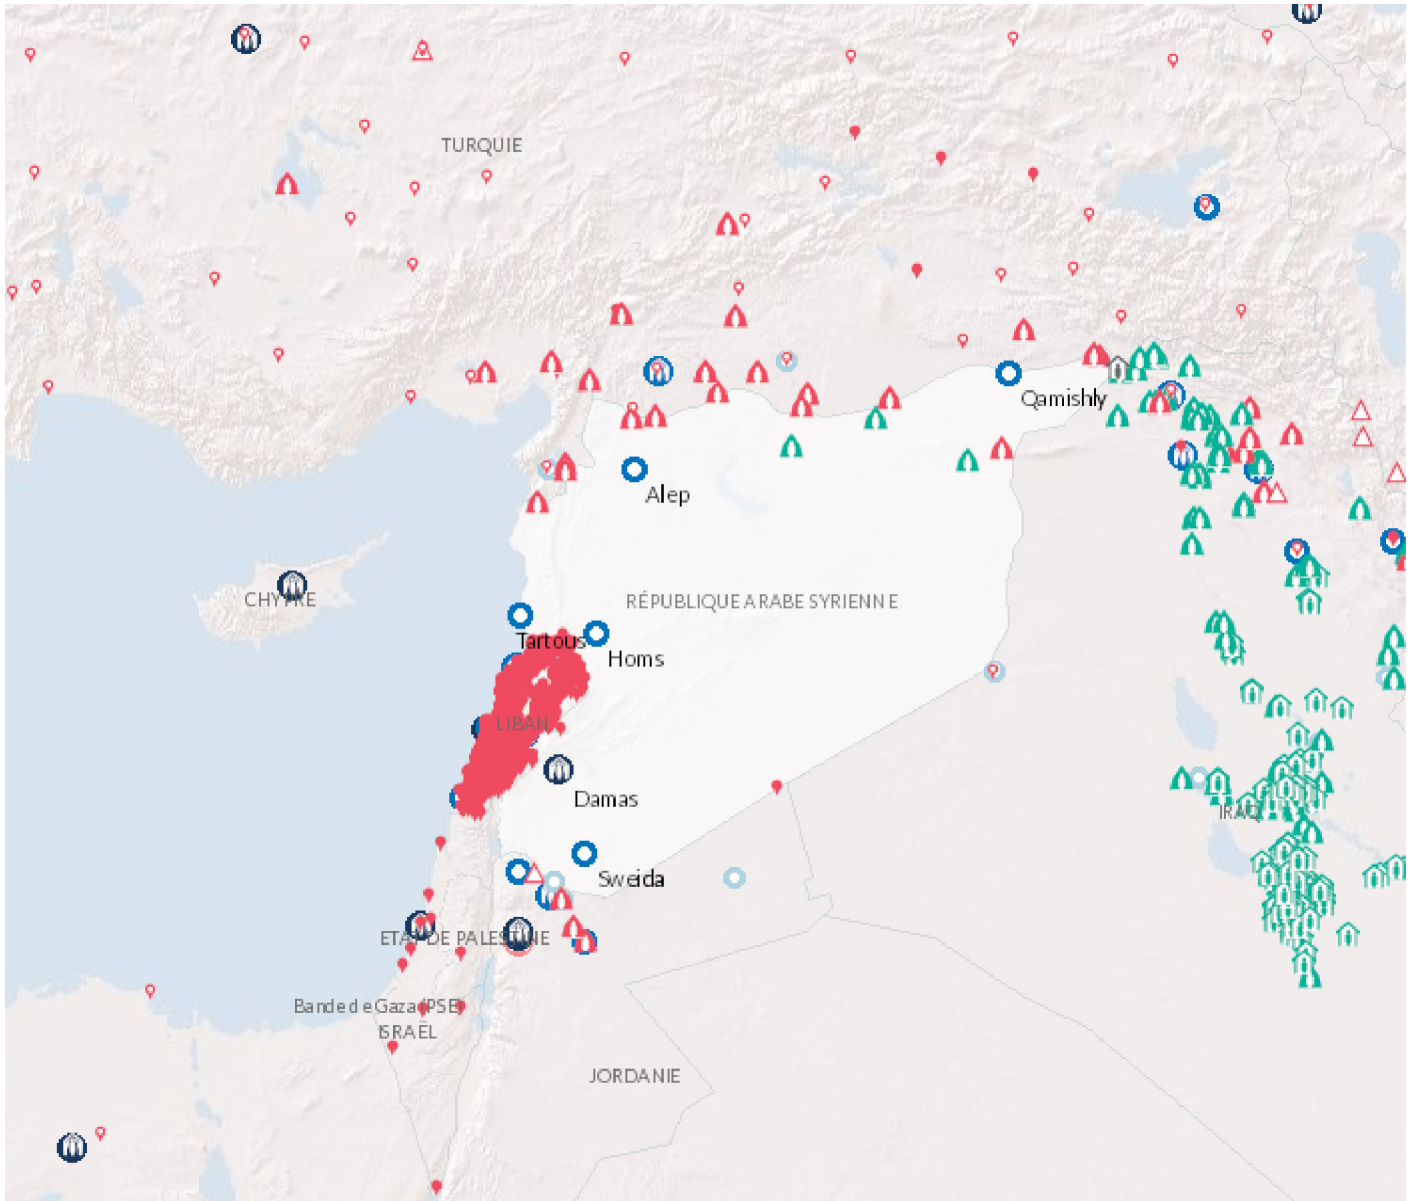 TURQUIE
Qamishly
Alep
CHYPRE
RÉPUBLIQUE ARABE SYRIENNE
Tartous
Homs
LIBAN
Damas
IRAQ
Sweida
ETAT DE PALESTINE
Bande de Gaza (PSE)
ISRAËL
JORDANIE